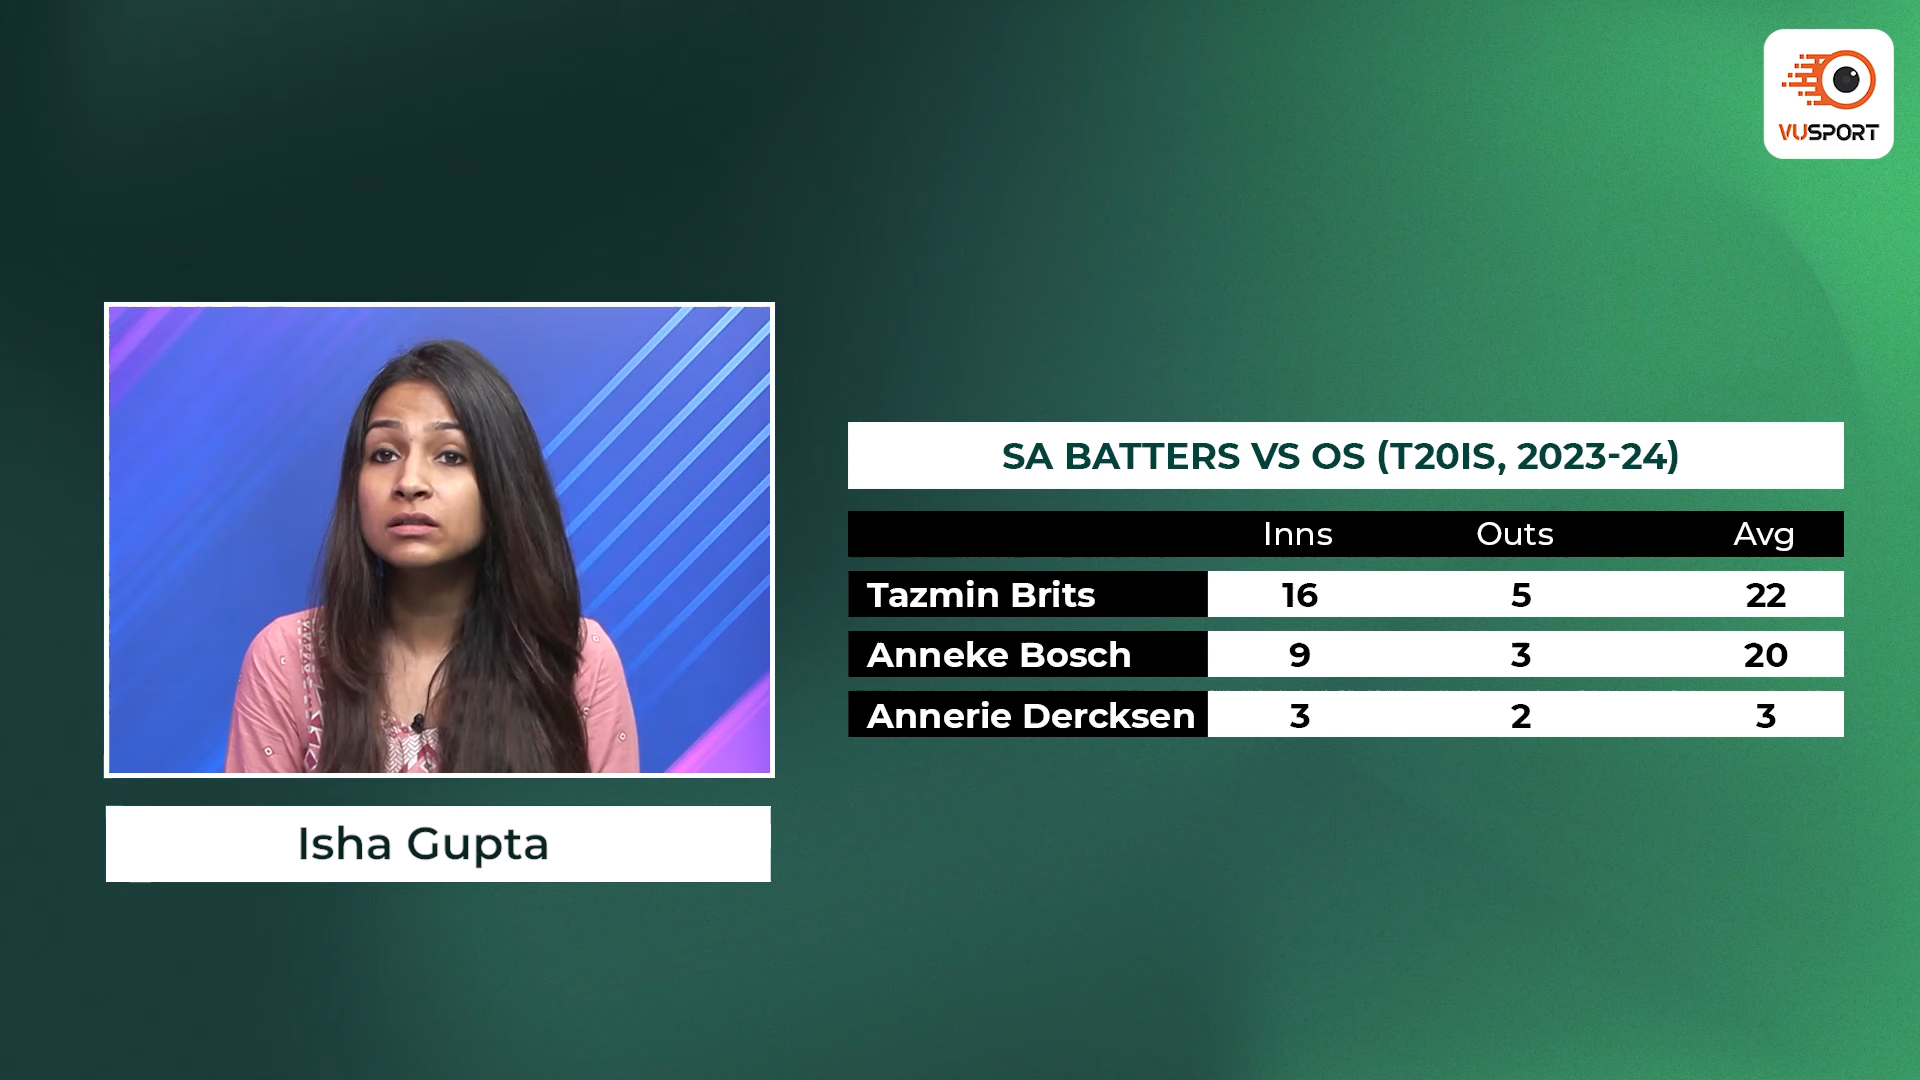 VUSPORT
SA BATTERS VS OS (T20IS, 2023-24)
Inns Outs Avg
Tazmin Brits 16 5 22
Anneke Bosch 9 3 20
Annerie Dercksen 3 2 3
Isha Gupta